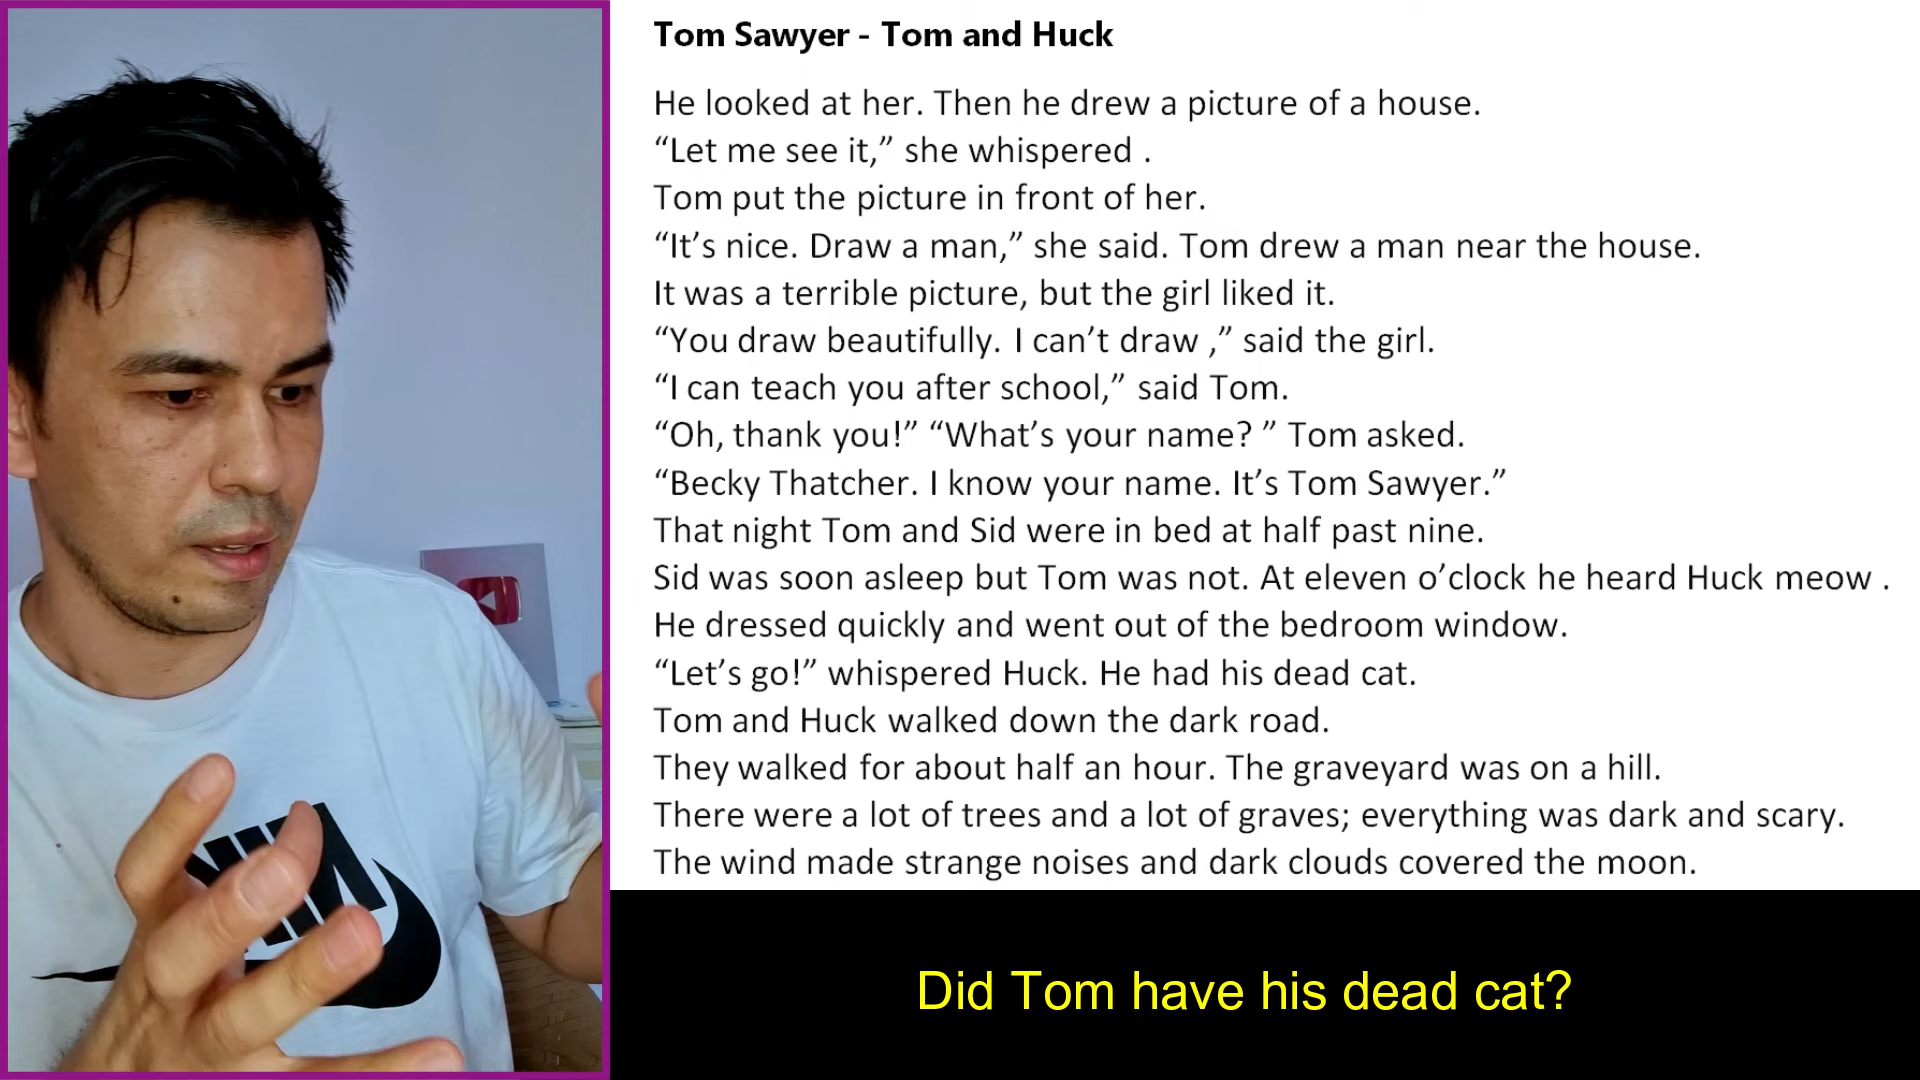 Tom Sawyer - Tom and Huck
He looked at her. Then he drew a picture of a house.
“Let me see it,” she whispered .
Tom put the picture in front of her.
“It’s nice. Draw a man,” she said. Tom drew a man near the house.
It was a terrible picture, but the girl liked it.
“You draw beautifully. I can’t draw ,” said the girl.
“I can teach you after school,” said Tom.
“Oh, thank you!” “What’s your name? ” Tom asked.
“Becky Thatcher. I know your name. It’s Tom Sawyer.”
That night Tom and Sid were in bed at half past nine.
Sid was soon asleep but Tom was not. At eleven o’clock he heard Huck meow .
He dressed quickly and went out of the bedroom window.
“Let’s go!” whispered Huck. He had his dead cat.
Tom and Huck walked down the dark road.
They walked for about half an hour. The graveyard was on a hill.
There were a lot of trees and a lot of graves; everything was dark and scary.
The wind made strange noises and dark clouds covered the moon.
Did Tom have his dead cat?